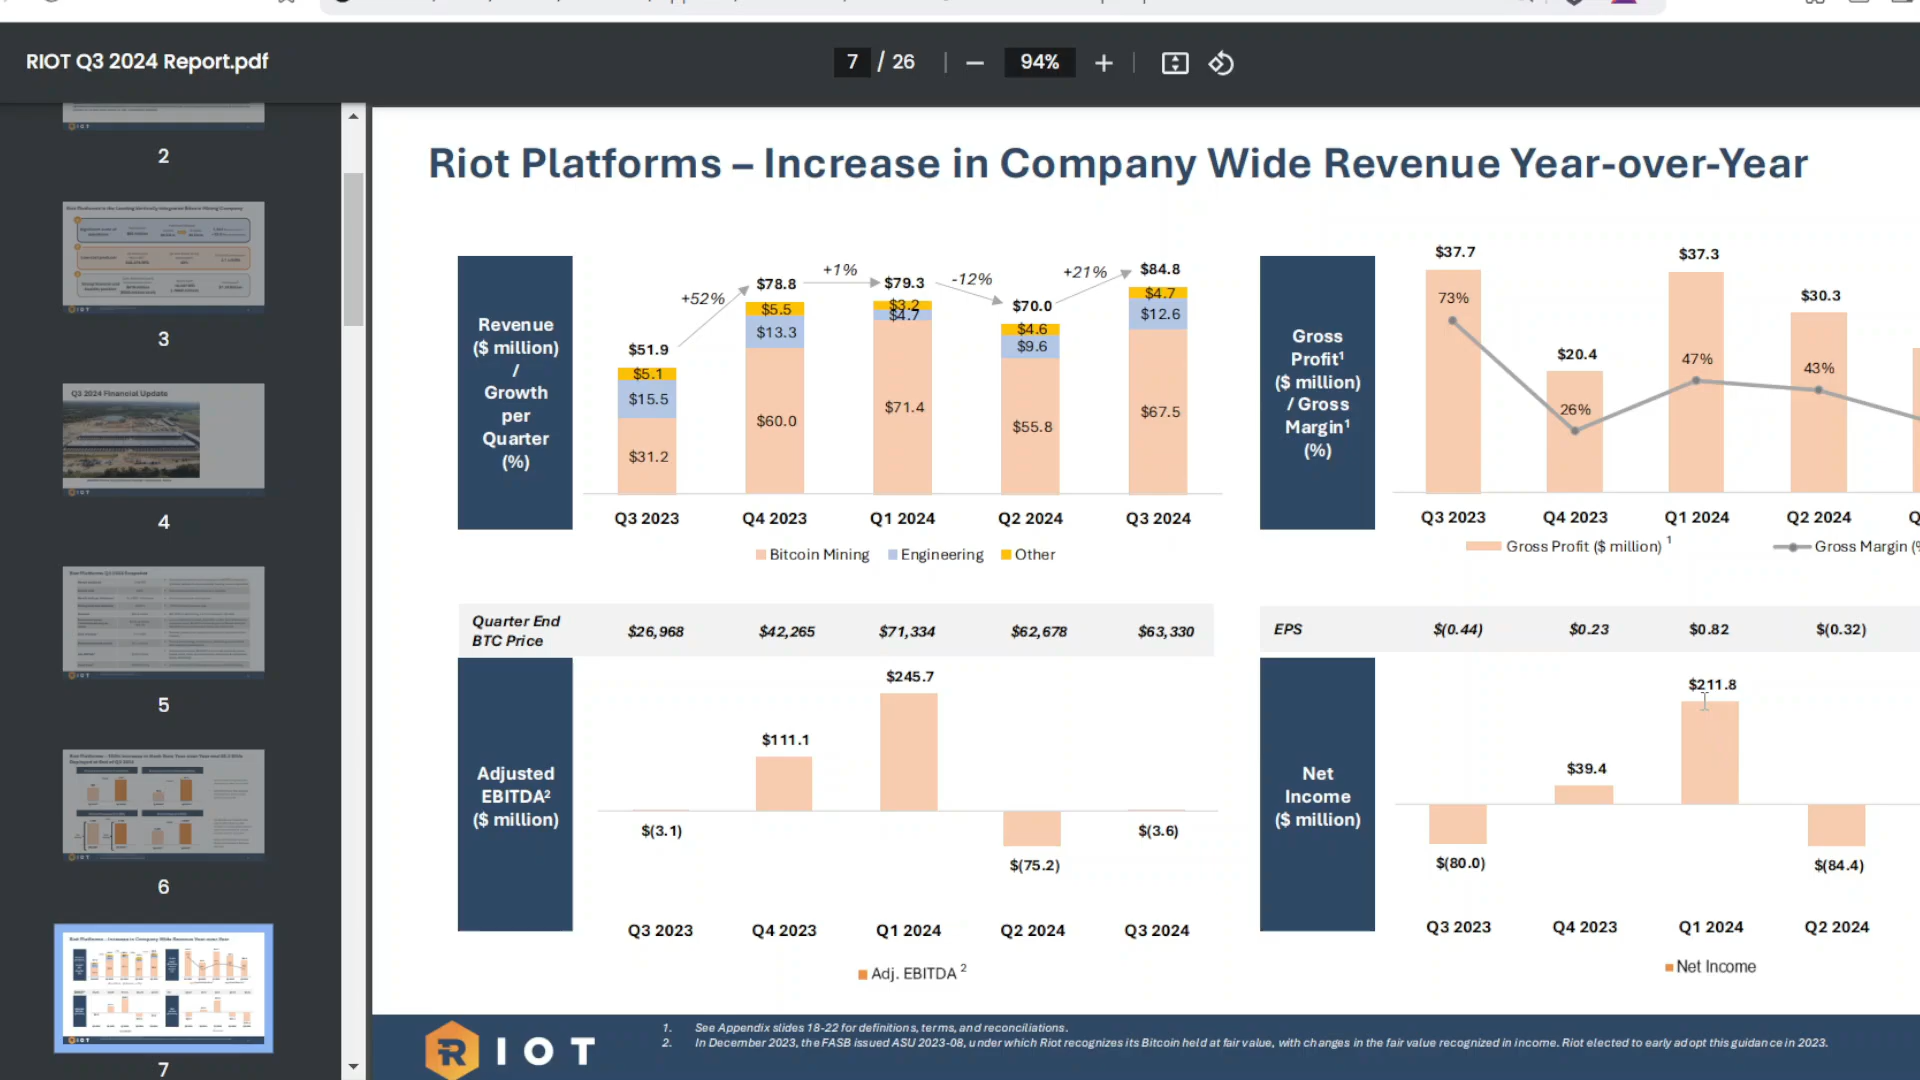 RIOT Q3 2024 Report.pdf
7 / 26
94%
2
3
Q3 2024 Financial Update
4
5
6
7
Riot Platforms – Increase in Company Wide Revenue Year-over-Year
Revenue
($ million)
/
Growth
per
Quarter
(%)
+52%
+1%
-12%
+21%
$51.9
$78.8
$79.3
$70.0
$84.8
$5.1
$5.5
$3.2
$4.6
$4.7
$15.5
$13.3
$4.7
$9.6
$12.6
$31.2
$60.0
$71.4
$55.8
$67.5
Q3 2023
Q4 2023
Q1 2024
Q2 2024
Q3 2024
Bitcoin Mining
Engineering
Other
Gross
Profit¹
($ million)
/ Gross
Margin¹
(%)
$37.7
$20.4
$37.3
$30.3
73%
26%
47%
43%
Q3 2023
Q4 2023
Q1 2024
Q2 2024
Gross Profit ($ million) ¹
Gross Margin
Quarter End
BTC Price
$26,968
$42,265
$71,334
$62,678
$63,330
EPS
$(0.44)
$0.23
$0.82
$(0.32)
Adjusted
EBITDA²
($ million)
$(3.1)
$111.1
$245.7
$(75.2)
$(3.6)
Q3 2023
Q4 2023
Q1 2024
Q2 2024
Q3 2024
Adj. EBITDA ²
Net
Income
($ million)
$(80.0)
$39.4
$211.8
$(84.4)
Q3 2023
Q4 2023
Q1 2024
Q2 2024
Net Income
RIOT
1. See Appendix slides 18-22 for definitions, terms, and reconciliations.
2. In December 2023, the FASB issued ASU 2023-08, under which Riot recognizes its Bitcoin held at fair value, with changes in the fair value recognized in income. Riot elected to early adopt this guidance in 2023.